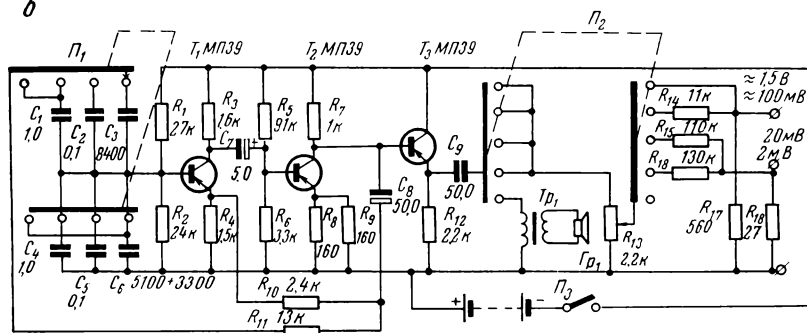 б
П₁
T₁ МП39
T₂ МП39
T₃ МП39
П₂
≈1,5В
≈100мВ
C₁
1,0
C₂
0,1
C₃
8400
R₁
27к
R₃
1,6к
C₇
5,0
+
R₅
91к
R₇
1к
C₈
50,0
C₉
50,0
R₁₄
11к
R₁₅
110к
R₁₈
130к
20мВ
2мВ
R₂
24к
R₄
1,5к
R₆
3,3к
R₈
160
R₉
160
R₁₂
2,2к
Тр₁
Гр₁
R₁₃
2,2к
R₁₇
560
R₁₈
27
C₄
1,0
C₅
0,1
C₆
5100+3300
R₁₀
2,4к
R₁₁
13к
+
-
П₃